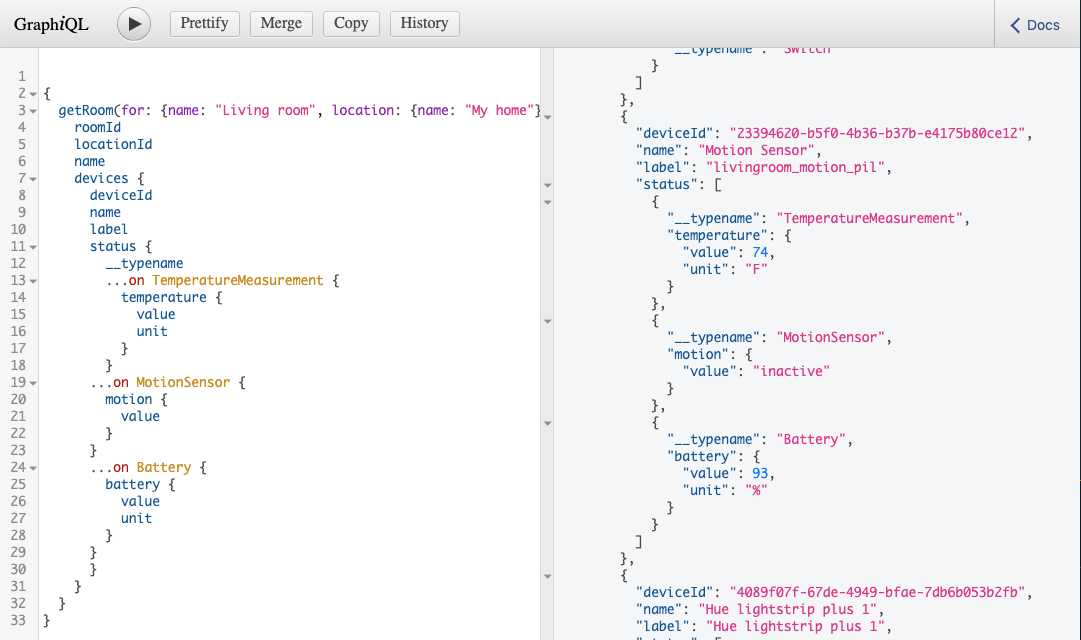 GraphiQL Prettify Merge Copy History Docs
1
2 {
3 getRoom(for: {name: "Living room", location: {name: "My home"}
4 roomId
5 locationId
6 name
7 devices {
8 deviceId
9 name
10 label
11 status {
12 __typename
13 ...on TemperatureMeasurement {
14 temperature {
15 value
16 unit
17 }
18 }
19 ...on MotionSensor {
20 motion {
21 value
22 }
23 }
24 ...on Battery {
25 battery {
26 value
27 unit
28 }
29 }
30 }
31 }
32 }
33 }
"__typename": "Switch"
}
]
},
{
"deviceId": "23394620-b5f0-4b36-b37b-e4175b80ce12",
"name": "Motion Sensor",
"label": "livingroom_motion_pil",
"status": [
{
"__typename": "TemperatureMeasurement",
"temperature": {
"value": 74,
"unit": "F"
}
},
{
"__typename": "MotionSensor",
"motion": {
"value": "inactive"
}
},
{
"__typename": "Battery",
"battery": {
"value": 93,
"unit": "%"
}
}
]
},
{
"deviceId": "4089f07f-67de-4949-bfae-7db6b053b2fb",
"name": "Hue lightstrip plus 1",
"label": "Hue lightstrip plus 1",